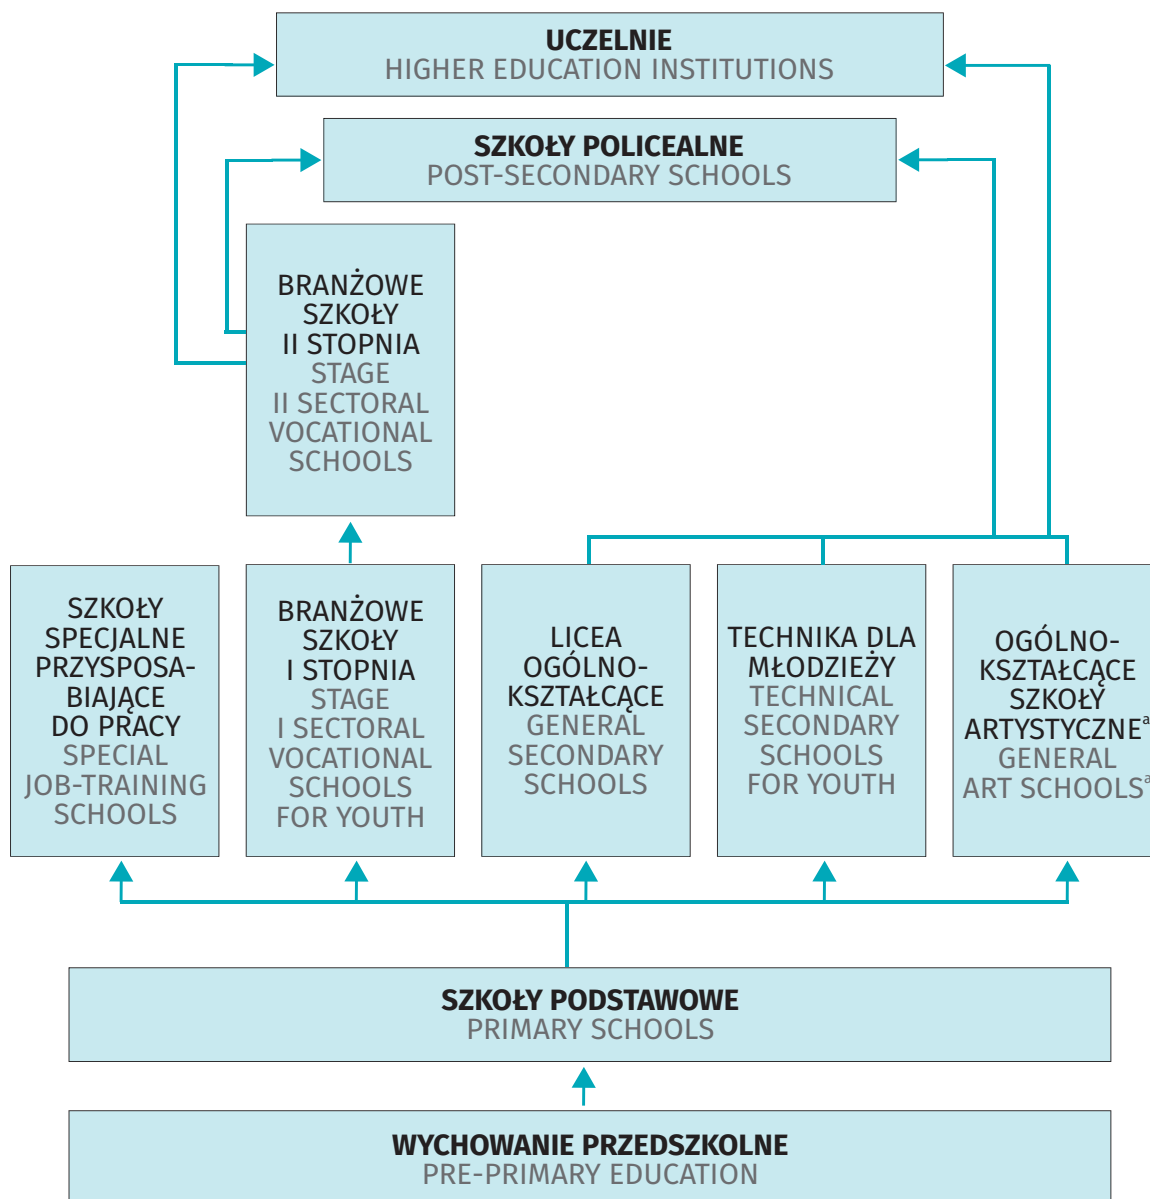 UCZELNIE
HIGHER EDUCATION INSTITUTIONS
SZKOŁY POLICEALNE
POST-SECONDARY SCHOOLS
BRANŻOWE
SZKOŁY
II STOPNIA
STAGE
II SECTORAL
VOCATIONAL
SCHOOLS
SZKOŁY
SPECJALNE
PRZYSPOSA-
BIAJĄCE
DO PRACY
SPECIAL
JOB-TRAINING
SCHOOLS
BRANŻOWE
SZKOŁY
I STOPNIA
STAGE
I SECTORAL
VOCATIONAL
SCHOOLS
FOR YOUTH
LICEA
OGÓLNO-
KSZTAŁCĄCE
GENERAL
SECONDARY
SCHOOLS
TECHNIKA DLA
MŁODZIEŻY
TECHNICAL
SECONDARY
SCHOOLS
FOR YOUTH
OGÓLNO-
KSZTAŁCĄCE
SZKOŁY
ARTYSTYCZNEᵃ
GENERAL
ART SCHOOLSᵃ
SZKOŁY PODSTAWOWE
PRIMARY SCHOOLS
WYCHOWANIE PRZEDSZKOLNE
PRE-PRIMARY EDUCATION